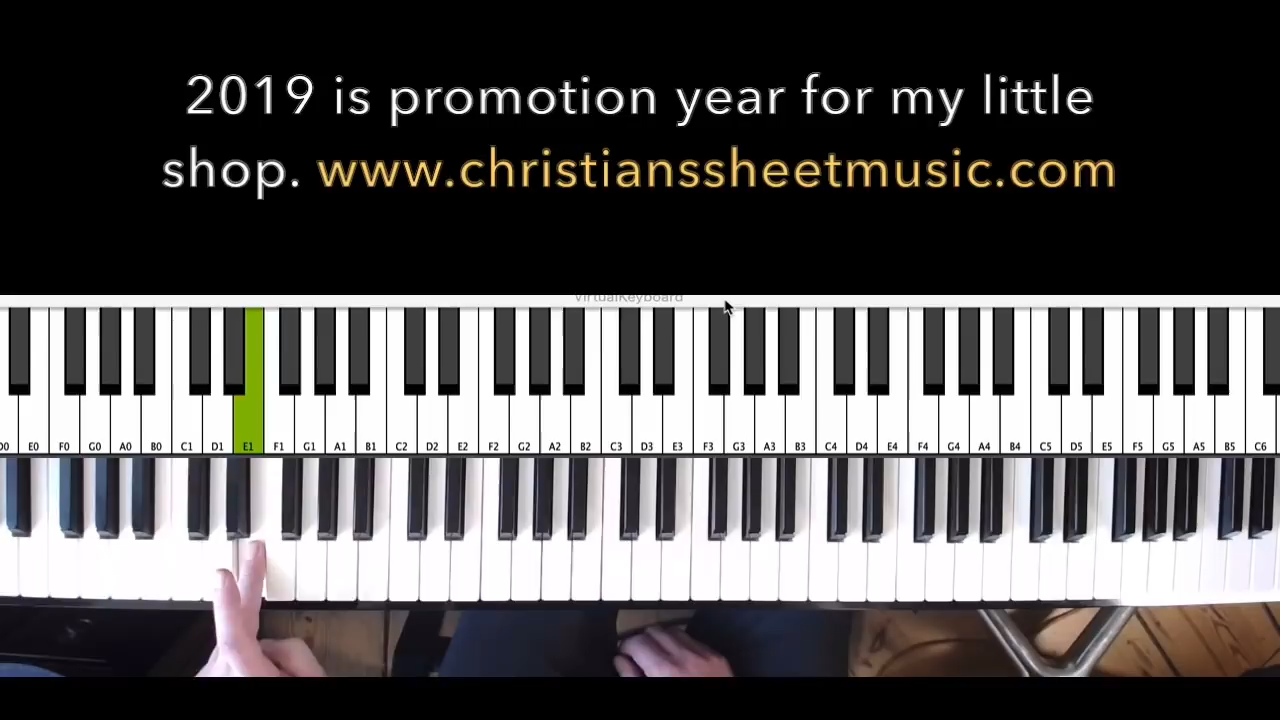 2019 is promotion year for my little
shop. www.christianssheetmusic.com
VirtualKeyboard
D0 E0 F0 G0 A0 B0 C1 D1 E1 F1 G1 A1 B1 C2 D2 E2 F2 G2 A2 B2 C3 D3 E3 F3 G3 A3 B3 C4 D4 E4 F4 G4 A4 B4 C5 D5 E5 F5 G5 A5 B5 C6